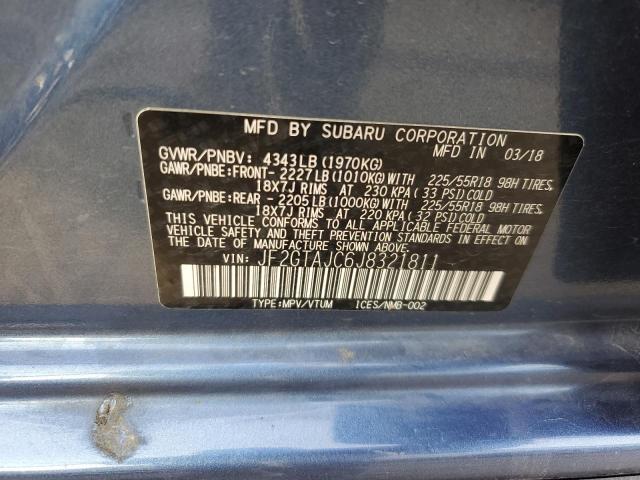 MFD BY SUBARU CORPORATION
MFD IN 03/18
GVWR/PNBV: 4343LB(1970KG)
GAWR/PNBE:FRONT- 2227LB(1010KG)WITH 225/55R18 98H TIRES,
18X7J RIMS AT 230 KPA(33 PSI)COLD
GAWR/PNBE:REAR - 2205LB(1000KG)WITH 225/55R18 98H TIRES,
18X7J RIMS AT 220 KPA(32 PSI)COLD
THIS VEHICLE CONFORMS TO ALL APPLICABLE FEDERAL MOTOR
VEHICLE SAFETY AND THEFT PREVENTION STANDARDS IN EFFECT
ON THE DATE OF MANUFACTURE SHOWN ABOVE.
VIN: JF2GTAJC6J8321811
TYPE:MPV/VTUM ICES/NMB-002